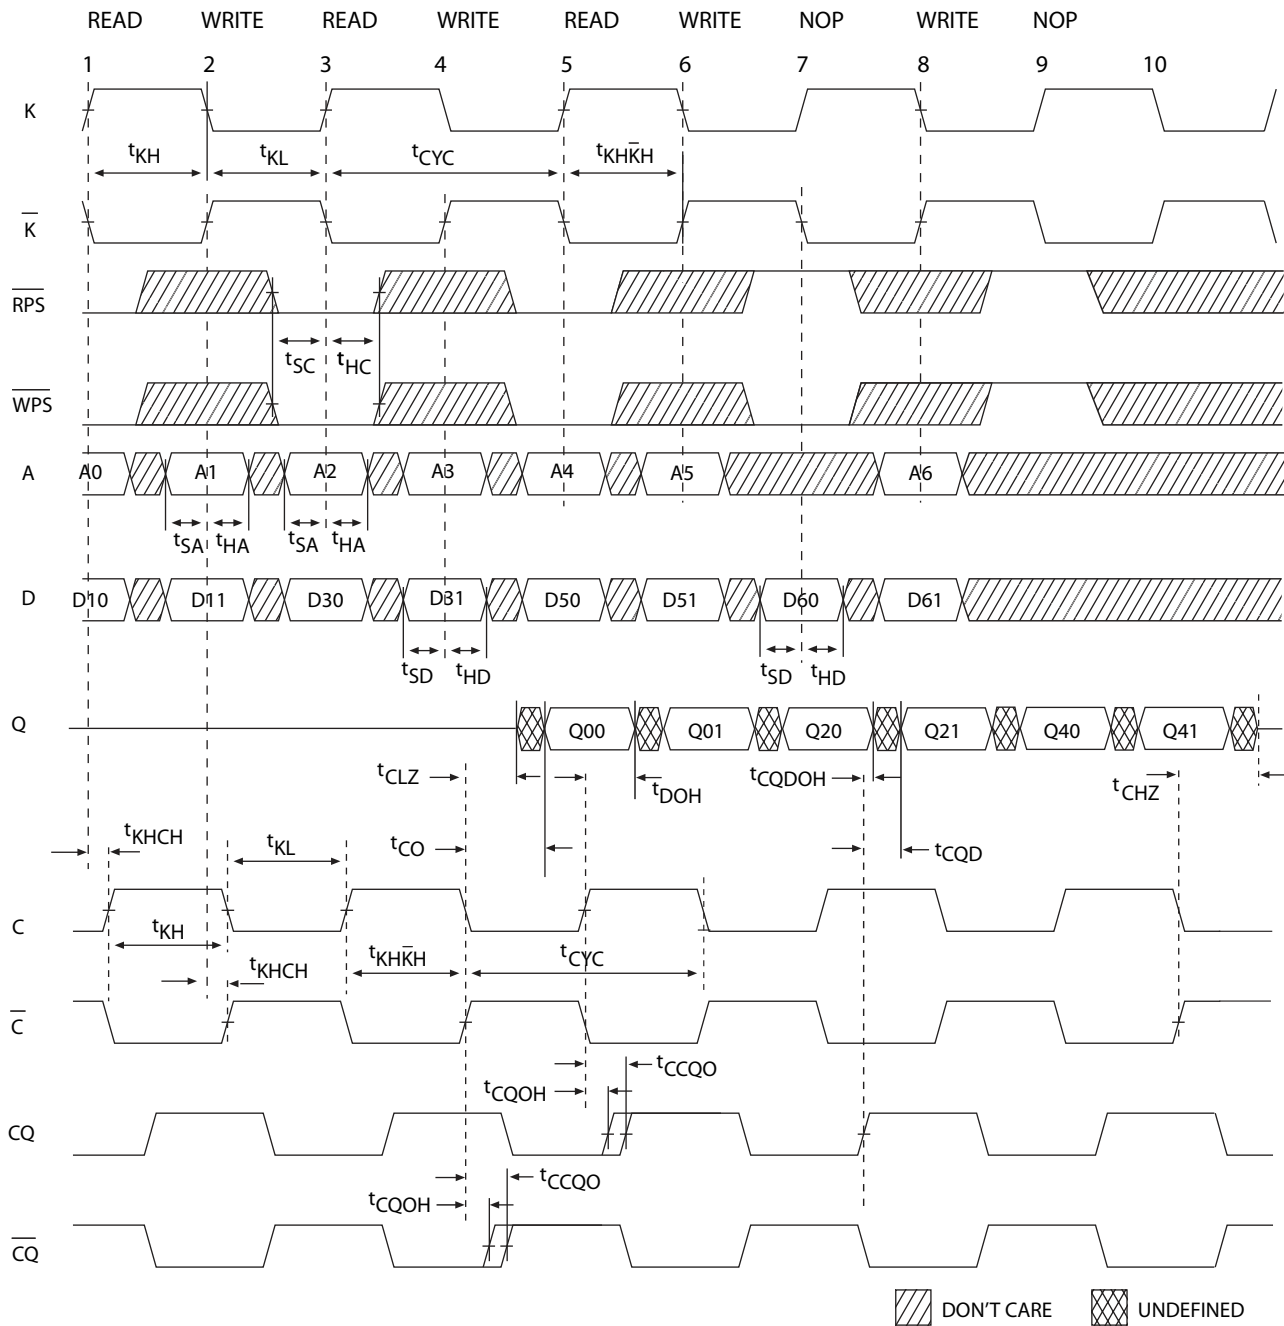 READ WRITE READ WRITE READ WRITE NOP WRITE NOP
1 2 3 4 5 6 7 8 9 10
K
tKH tKL tCYC tKHK̅H
K̅
R̅P̅S̅
tSC tHC
W̅P̅S̅
A A0 A1 A2 A3 A4 A5 A6
tSA tHA tSA tHA
D D10 D11 D30 D31 D50 D51 D60 D61
tSD tHD tSD tHD
Q Q00 Q01 Q20 Q21 Q40 Q41
tCLZ tDOH tCQDOH tCHZ
tKHCH tKL tCO tCQD
C
tKH tKHK̅H tCYC
tKHCH
C̅
tCCQO
tCQOH
CQ
tCCQO
tCQOH
C̅Q̅
DON'T CARE UNDEFINED